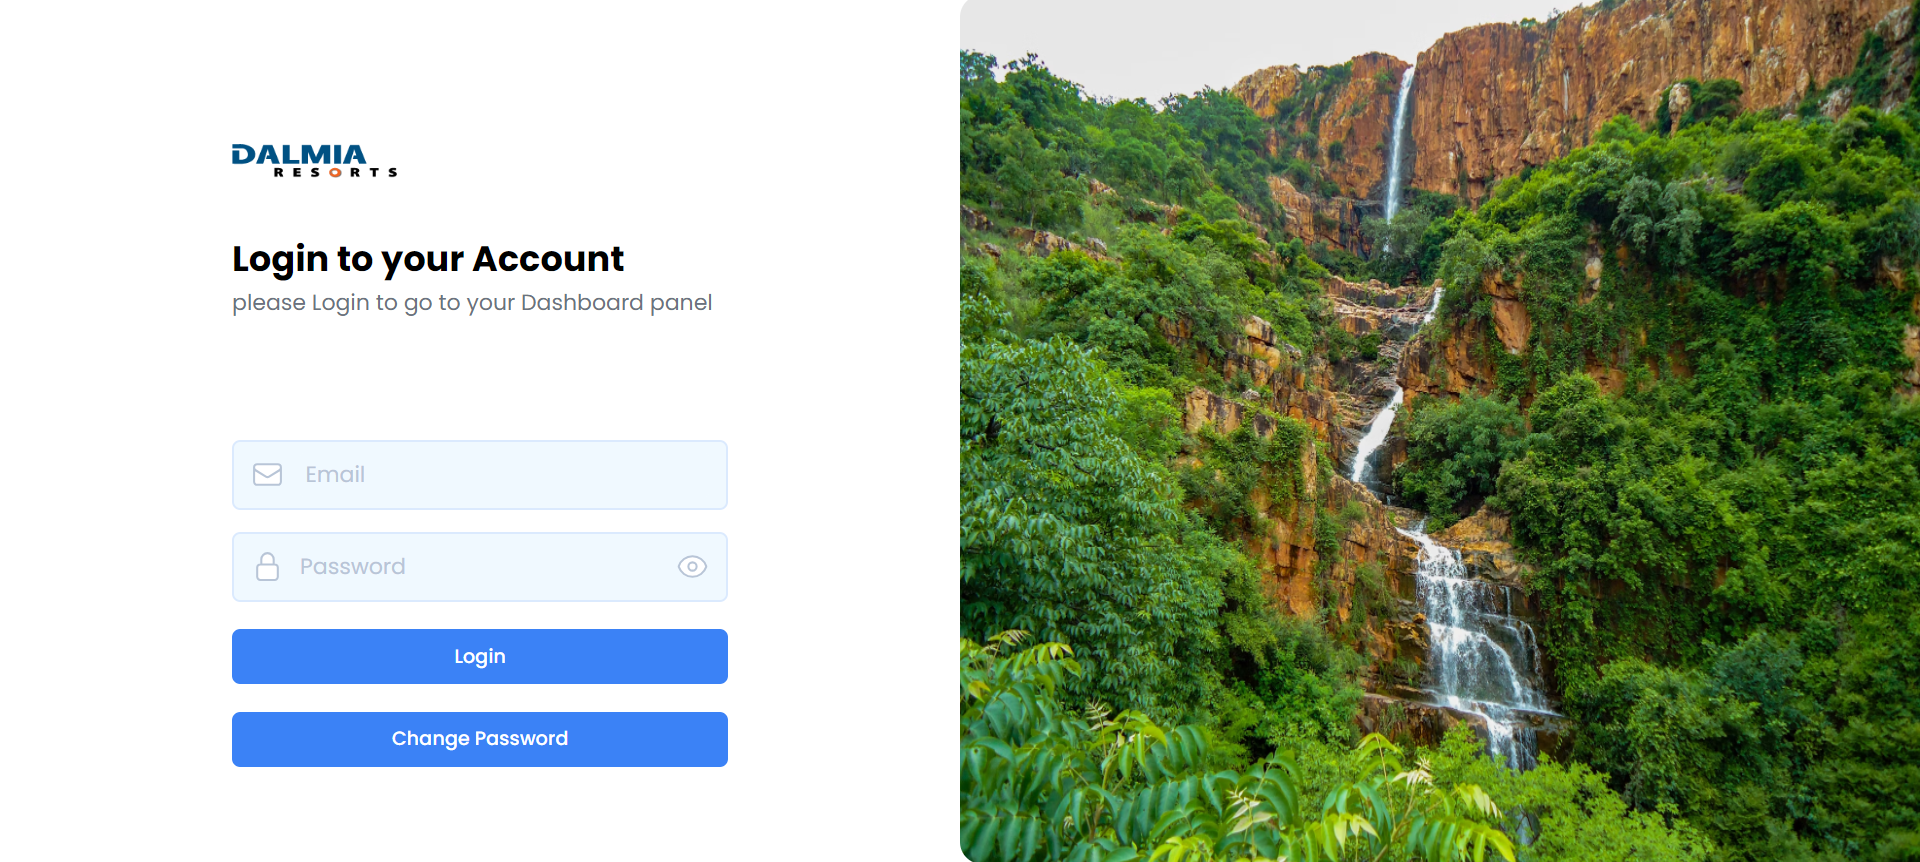 DALMIA
RESORTS
Login to your Account
please Login to go to your Dashboard panel
Email
Password
Login
Change Password